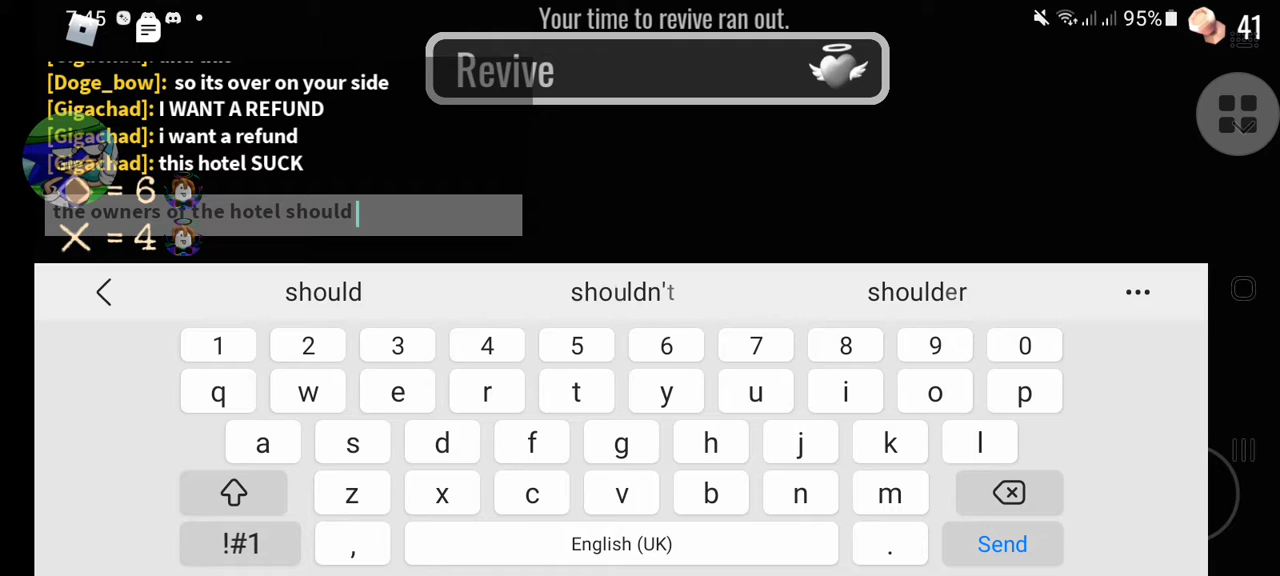 7:45
Your time to revive ran out.
95%
41
Revive
[Doge_bow]: so its over on your side
[Gigachad]: I WANT A REFUND
[Gigachad]: i want a refund
[Gigachad]: this hotel SUCK
= 6
the owners of the hotel should
X = 4
should shouldn't shoulder
1 2 3 4 5 6 7 8 9 0
q w e r t y u i o p
a s d f g h j k l
z x c v b n m
!#1 , English (UK) . Send